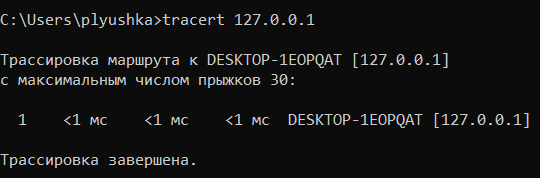 C:\Users\plyushka>tracert 127.0.0.1
Трассировка маршрута к DESKTOP-1EOPQAT [127.0.0.1]
с максимальным числом прыжков 30:
1 <1 мс <1 мс <1 мс DESKTOP-1EOPQAT [127.0.0.1]
Трассировка завершена.